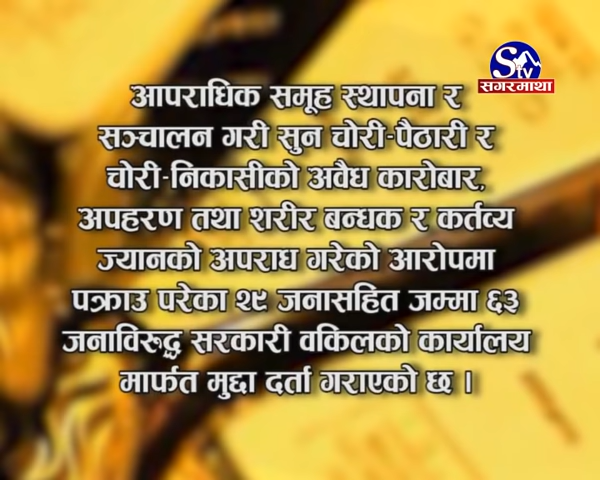 STV
सगरमाथा
आपराधिक समूह स्थापना र
सञ्चालन गरी सुन चोरी-पैठारी र
चोरी-निकासीको अवैध कारोबार,
अपहरण तथा शरीर बन्धक र कर्तव्य
ज्यानको अपराध गरेको आरोपमा
पक्राउ परेका २९ जनासहित जम्मा ६३
जनाविरुद्ध सरकारी वकिलको कार्यालय
मार्फत मुद्दा दर्ता गराएको छ ।